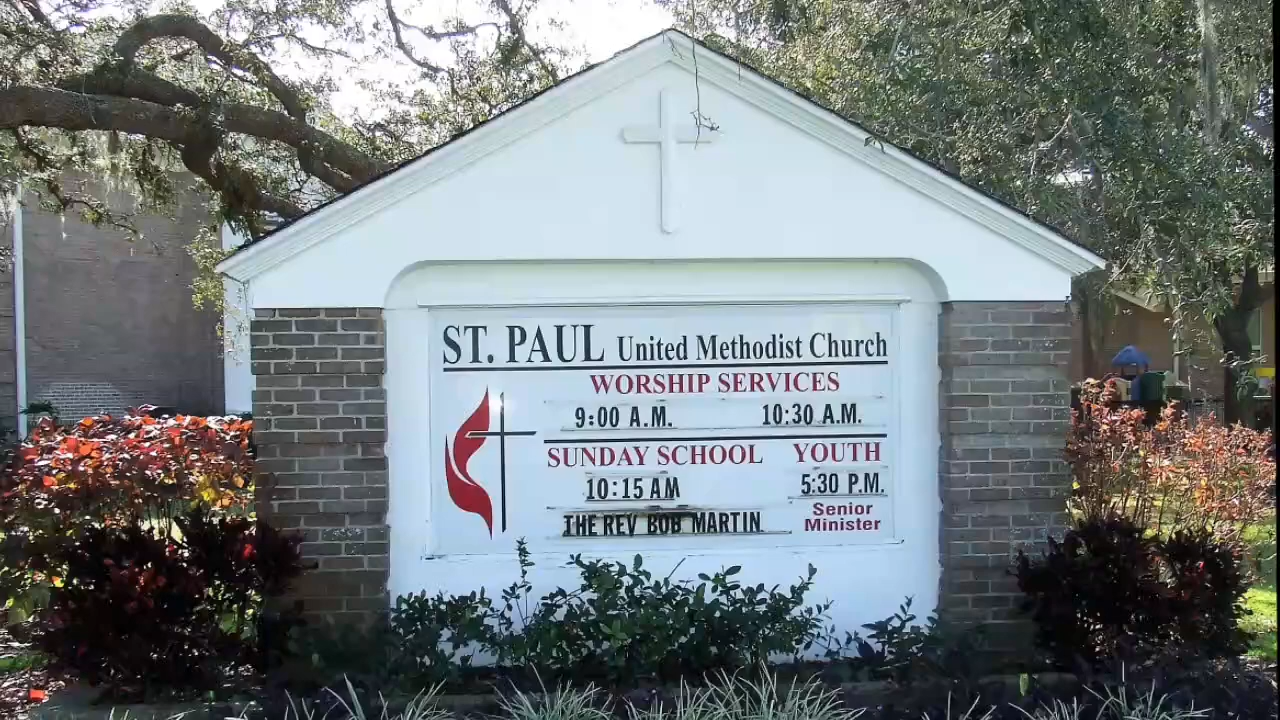 ST. PAUL United Methodist Church
WORSHIP SERVICES
9:00 A.M. 10:30 A.M.
SUNDAY SCHOOL YOUTH
10:15 AM 5:30 P.M.
THE REV BOB MARTIN Senior Minister